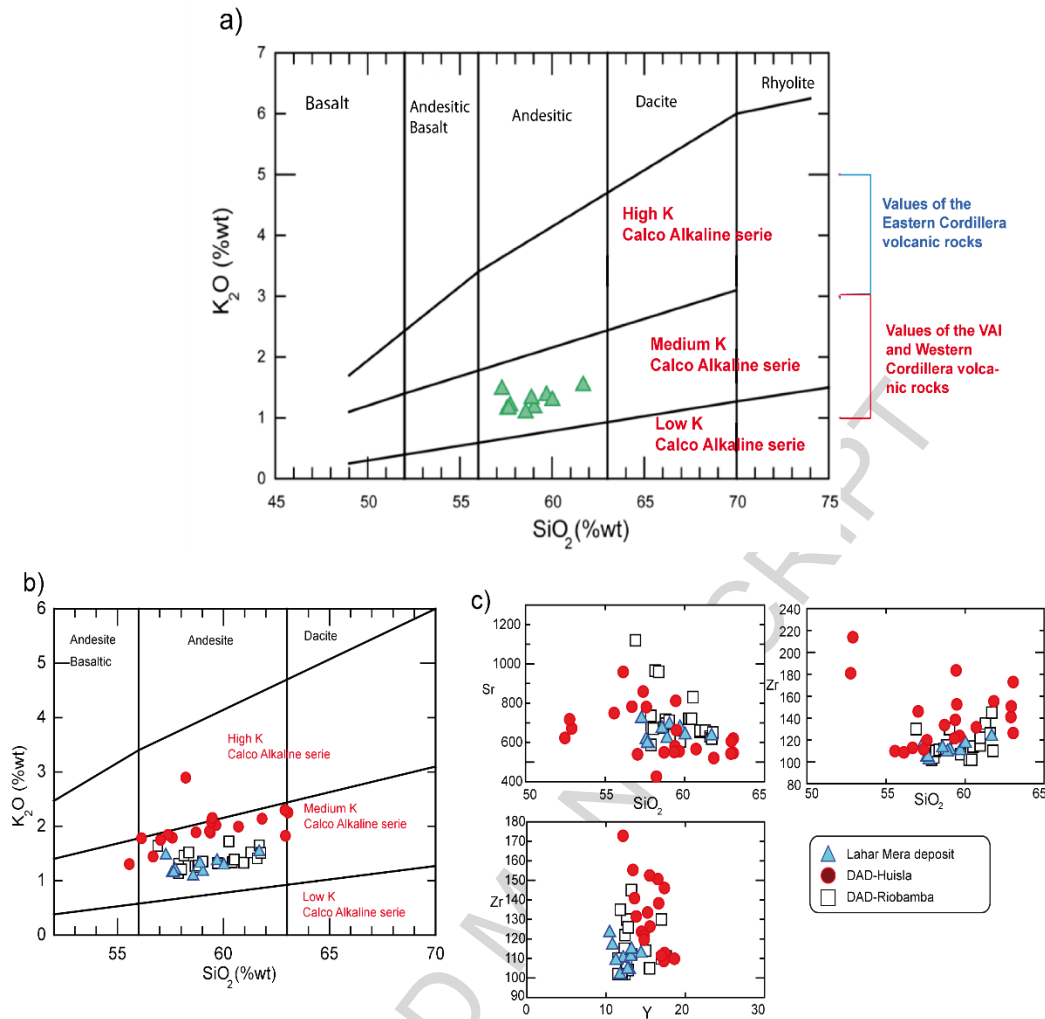 a)
7
6
5
4
3
2
1
0
K2O (%wt)
Basalt
Andesitic
Basalt
Andesitic
Dacite
Rhyolite
High K
Calco Alkaline serie
Medium K
Calco Alkaline serie
Low K
Calco Alkaline serie
Values of the
Eastern Cordillera
volcanic rocks
Values of the VAI
and Western
Cordillera volca-
nic rocks
45 50 55 60 65 70 75
SiO2(%wt)
b)
6
5
4
3
2
1
0
K2O (%wt)
Andesite
Basaltic
Andesite
Dacite
High K
Calco Alkaline serie
Medium K
Calco Alkaline serie
Low K
Calco Alkaline serie
55 60 65 70
SiO2(%wt)
c)
1200
1000
Sr
800
600
400
50 55 60 65
SiO2
240
220
200
180
Zr
160
140
120
100
80
50 55 60 65
SiO2
180
170
160
150
140
Zr
130
120
110
100
90
0 10 20 30
Y
Lahar Mera deposit
DAD-Huisla
DAD-Riobamba